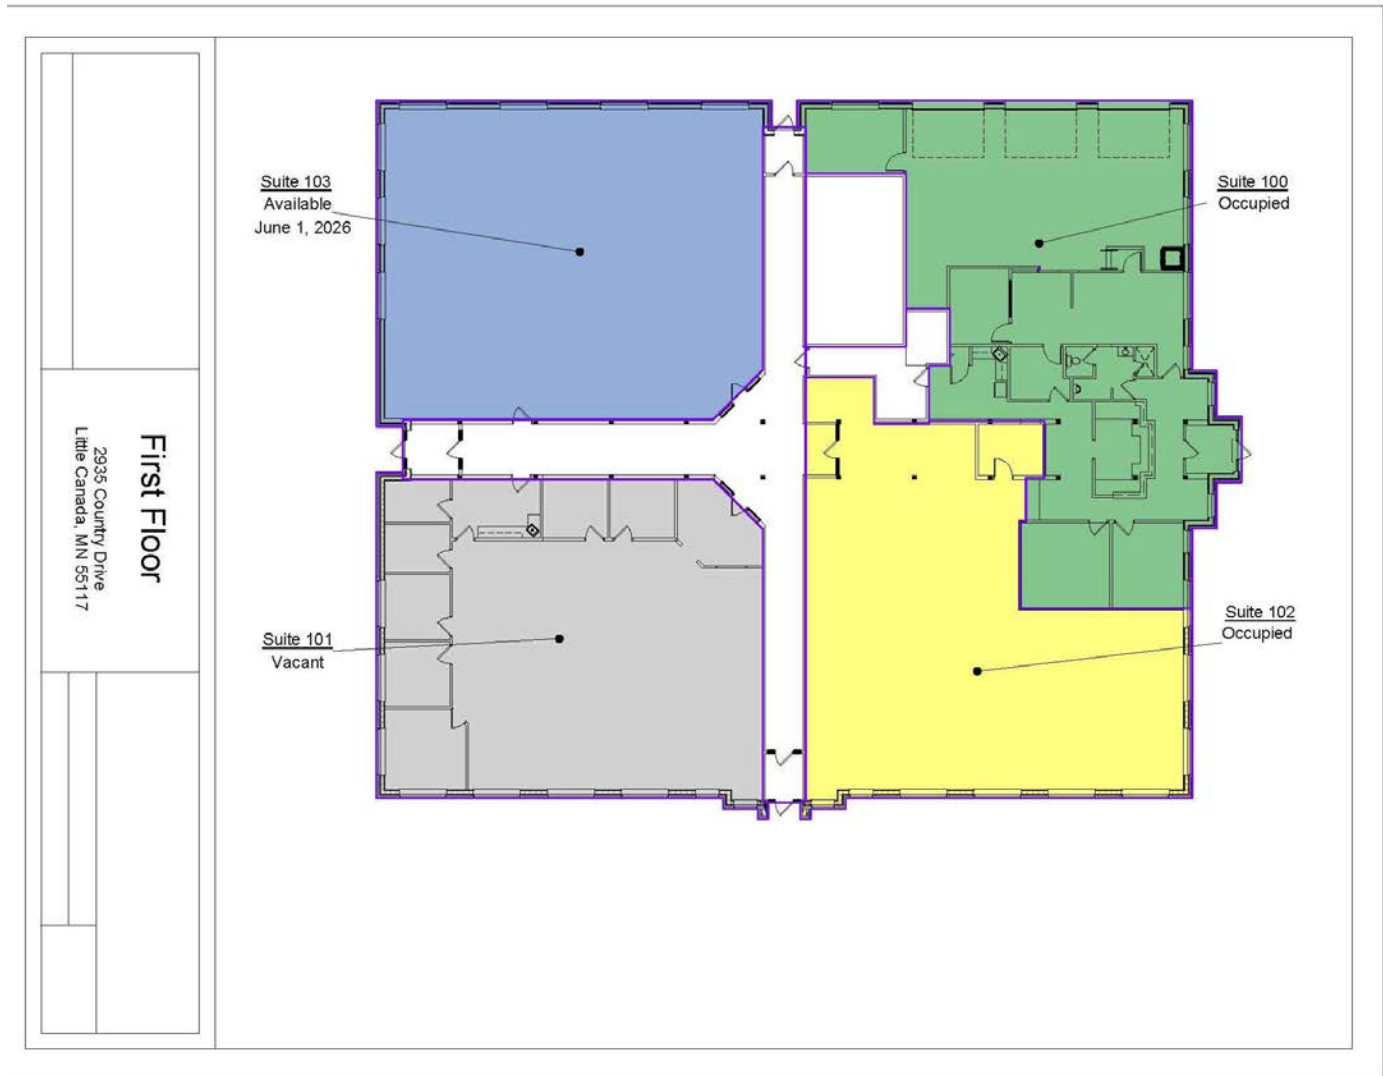 First Floor
2935 Country Drive
Little Canada, MN 55117
Suite 103
Available
June 1, 2026
Suite 100
Occupied
Suite 101
Vacant
Suite 102
Occupied